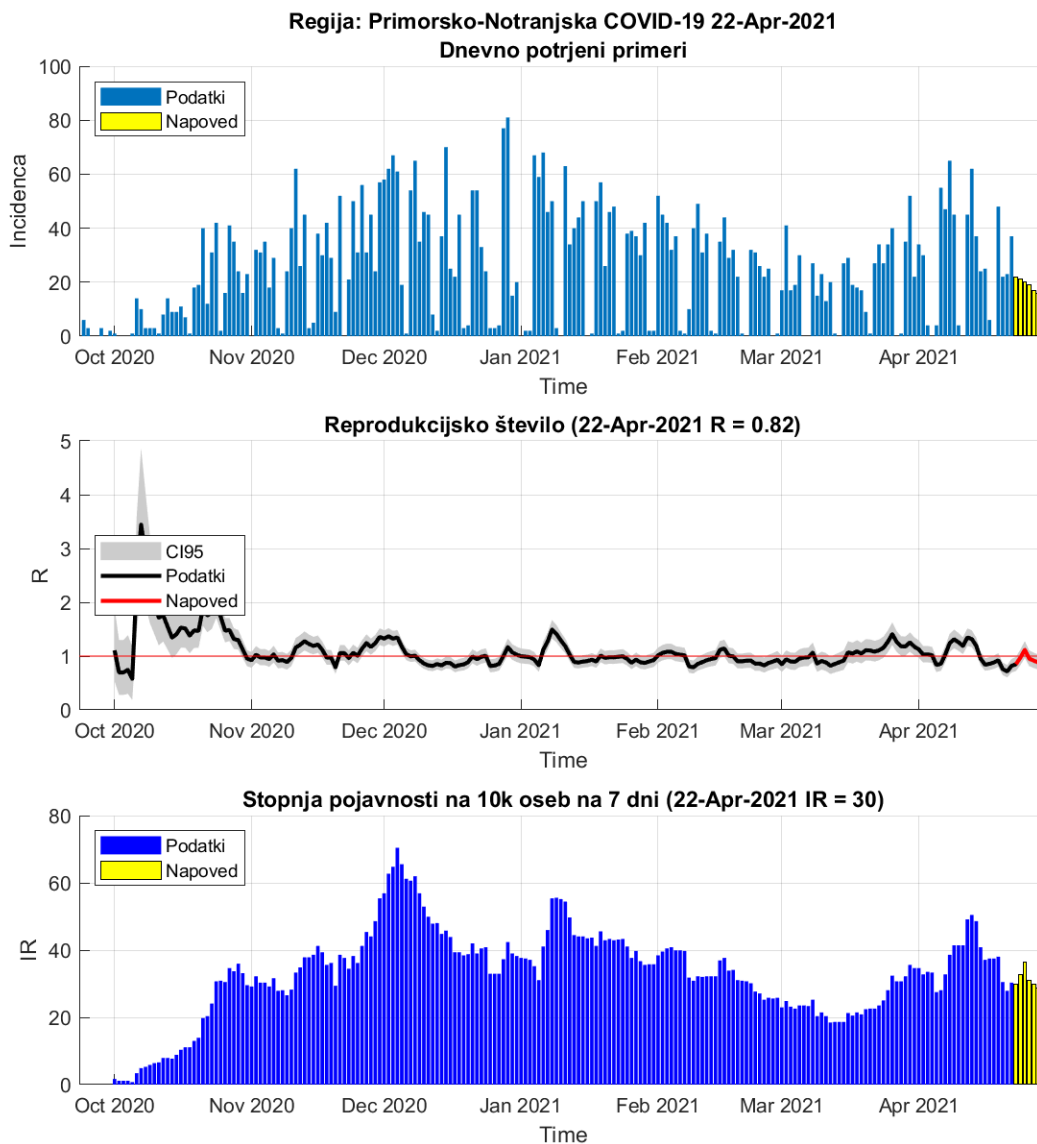 Regija: Primorsko-Notranjska COVID-19 22-Apr-2021
Dnevno potrjeni primeri
100
80
60
40
20
0
Incidenca
Podatki
Napoved
Oct 2020
Nov 2020
Dec 2020
Jan 2021
Feb 2021
Mar 2021
Apr 2021
Time
Reprodukcijsko število (22-Apr-2021 R = 0.82)
5
4
3
2
1
0
R
CI95
Podatki
Napoved
Oct 2020
Nov 2020
Dec 2020
Jan 2021
Feb 2021
Mar 2021
Apr 2021
Time
Stopnja pojavnosti na 10k oseb na 7 dni (22-Apr-2021 IR = 30)
80
60
40
20
0
IR
Podatki
Napoved
Oct 2020
Nov 2020
Dec 2020
Jan 2021
Feb 2021
Mar 2021
Apr 2021
Time